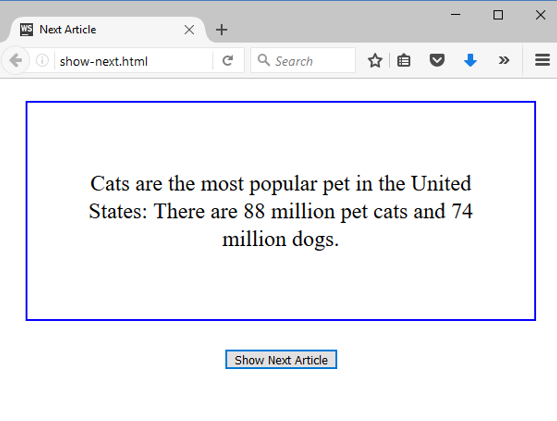 WS Next Article
show-next.html
Search
Cats are the most popular pet in the United
States: There are 88 million pet cats and 74
million dogs.
Show Next Article